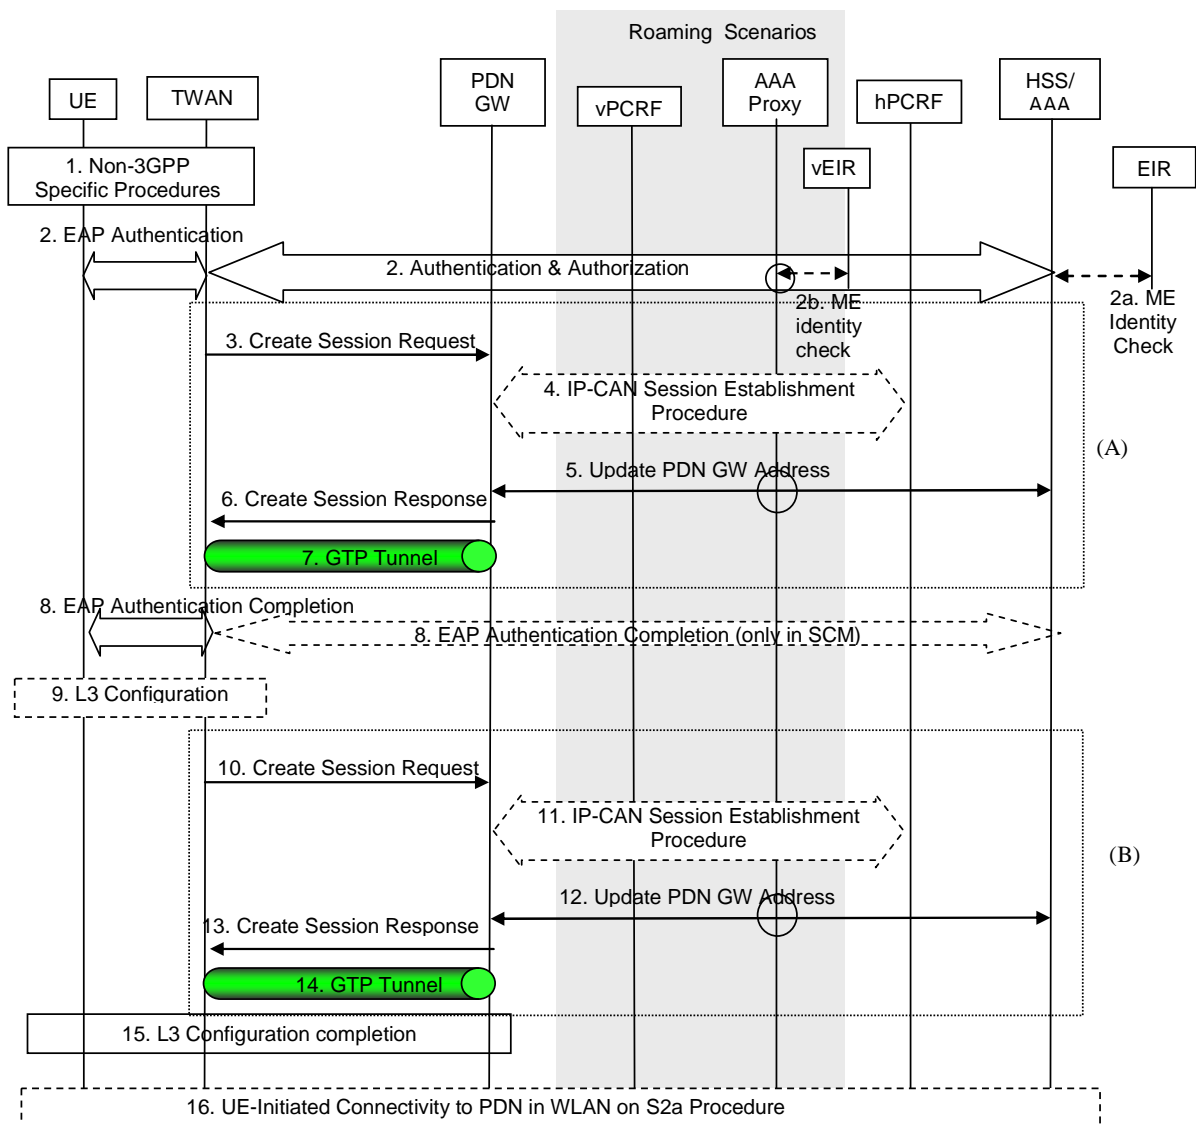 Roaming Scenarios
UE
TWAN
PDN
GW
vPCRF
AAA
Proxy
hPCRF
HSS/
AAA
vEIR
EIR
1. Non-3GPP
Specific Procedures
2. EAP Authentication
2. Authentication & Authorization
2b. ME
identity
check
2a. ME
Identity
Check
3. Create Session Request
4. IP-CAN Session Establishment
Procedure
(A)
5. Update PDN GW Address
6. Create Session Response
7. GTP Tunnel
8. EAP Authentication Completion
8. EAP Authentication Completion (only in SCM)
9. L3 Configuration
10. Create Session Request
11. IP-CAN Session Establishment
Procedure
(B)
12. Update PDN GW Address
13. Create Session Response
14. GTP Tunnel
15. L3 Configuration completion
16. UE-Initiated Connectivity to PDN in WLAN on S2a Procedure